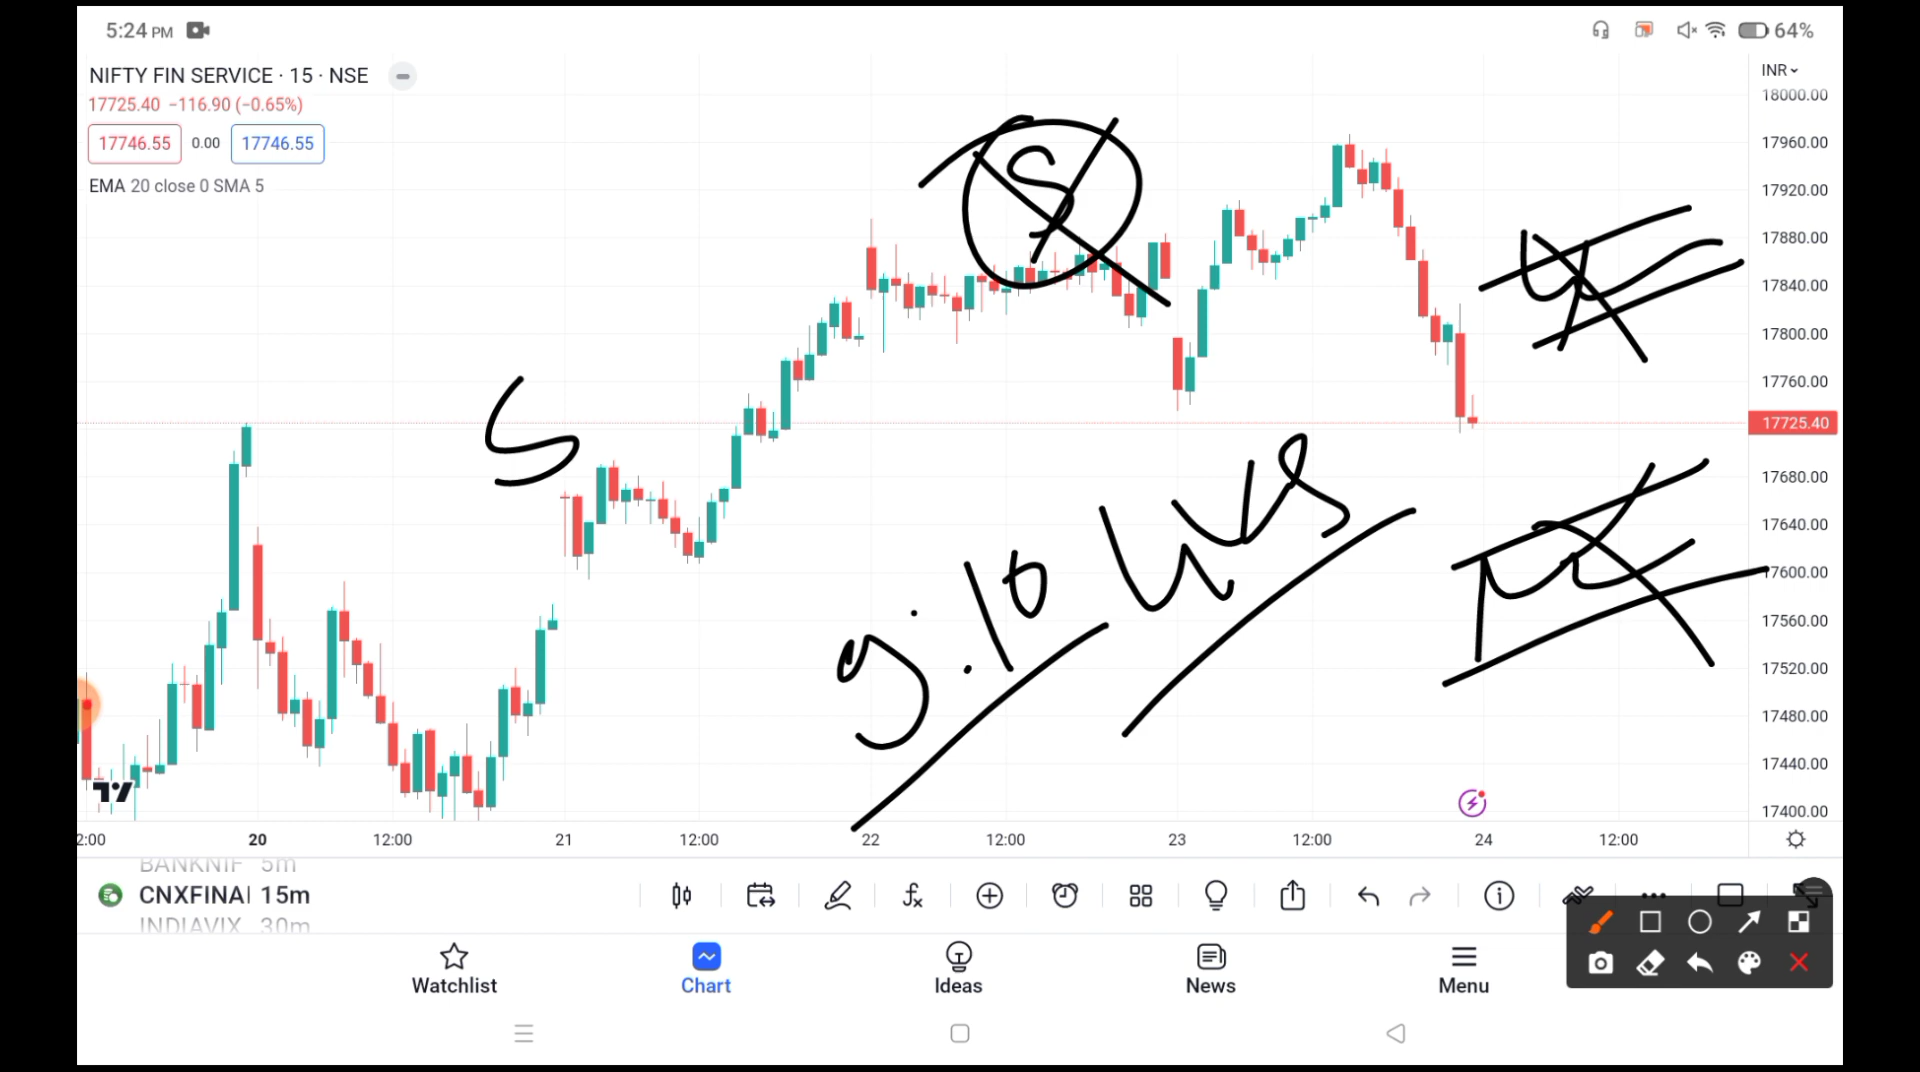 5:24 PM
64%
NIFTY FIN SERVICE · 15 · NSE
INR
17725.40 −116.90 (−0.65%)
17746.55 0.00 17746.55
EMA 20 close 0 SMA 5
18000.00
17960.00
17920.00
17880.00
17840.00
17800.00
17760.00
17725.40
17680.00
17640.00
17600.00
17560.00
17520.00
17480.00
17440.00
17400.00
S
S
2:00 20 12:00 21 12:00 22 12:00 23 12:00 24 12:00
BANKNIF 5m
CNXFINAI 15m
INDIAVIX 30m
Watchlist Chart Ideas News Menu